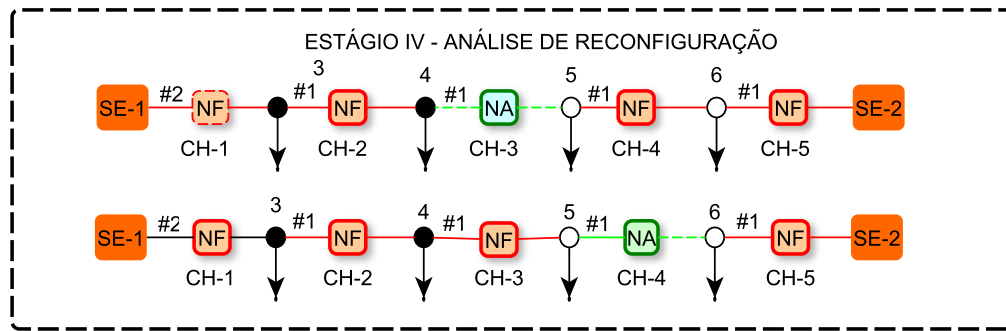 ESTÁGIO IV - ANÁLISE DE RECONFIGURAÇÃO
3 4 5 6
SE-1 #2 NF #1 NF #1 NA #1 NF #1 NF SE-2
CH-1 CH-2 CH-3 CH-4 CH-5
3 4 5 6
SE-1 #2 NF #1 NF #1 NF #1 NA #1 NF SE-2
CH-1 CH-2 CH-3 CH-4 CH-5